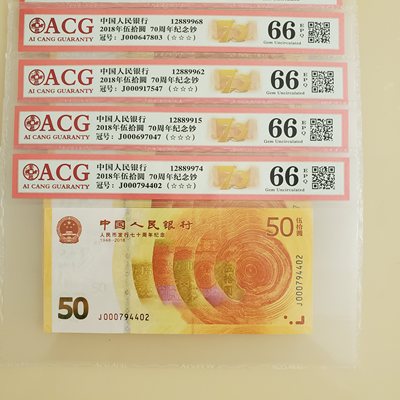 ACG
AI CANG GUARANTY
中国人民银行 12889968
2018年伍拾圆 70周年纪念钞
冠号: J000647803 (☆☆☆)
66 EPQ
Gem Uncirculated
ACG
AI CANG GUARANTY
中国人民银行 12889962
2018年伍拾圆 70周年纪念钞
冠号: J000917547 (☆☆☆)
66 EPQ
Gem Uncirculated
ACG
AI CANG GUARANTY
中国人民银行 12889915
2018年伍拾圆 70周年纪念钞
冠号: J000697047 (☆☆☆)
66 EPQ
Gem Uncirculated
ACG
AI CANG GUARANTY
中国人民银行 12889974
2018年伍拾圆 70周年纪念钞
冠号: J000794402 (☆☆☆)
66 EPQ
Gem Uncirculated
中国人民银行
人民币发行七十周年纪念
1948-2018
50 伍拾圆
50
J000794402
J000794402